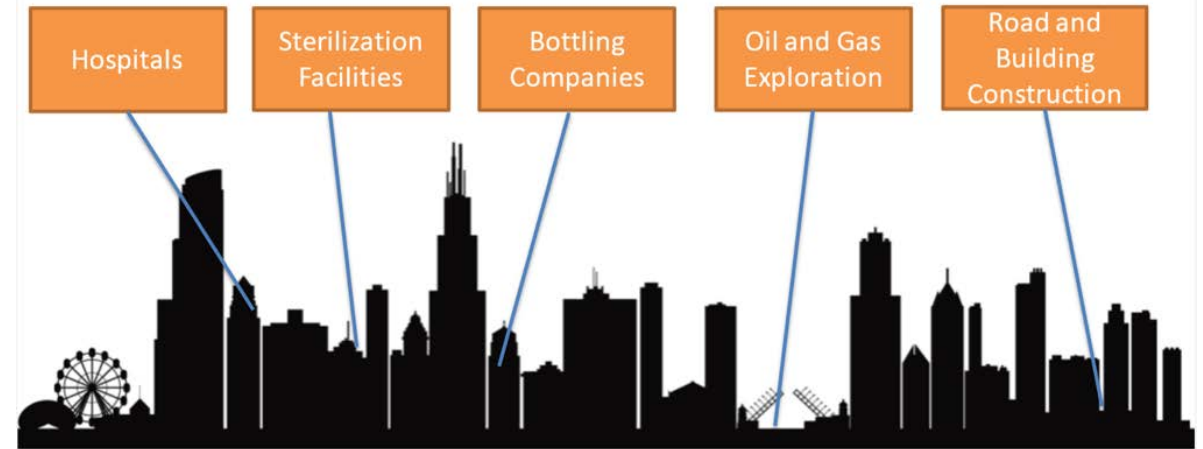 Hospitals
Sterilization
Facilities
Bottling
Companies
Oil and Gas
Exploration
Road and
Building
Construction